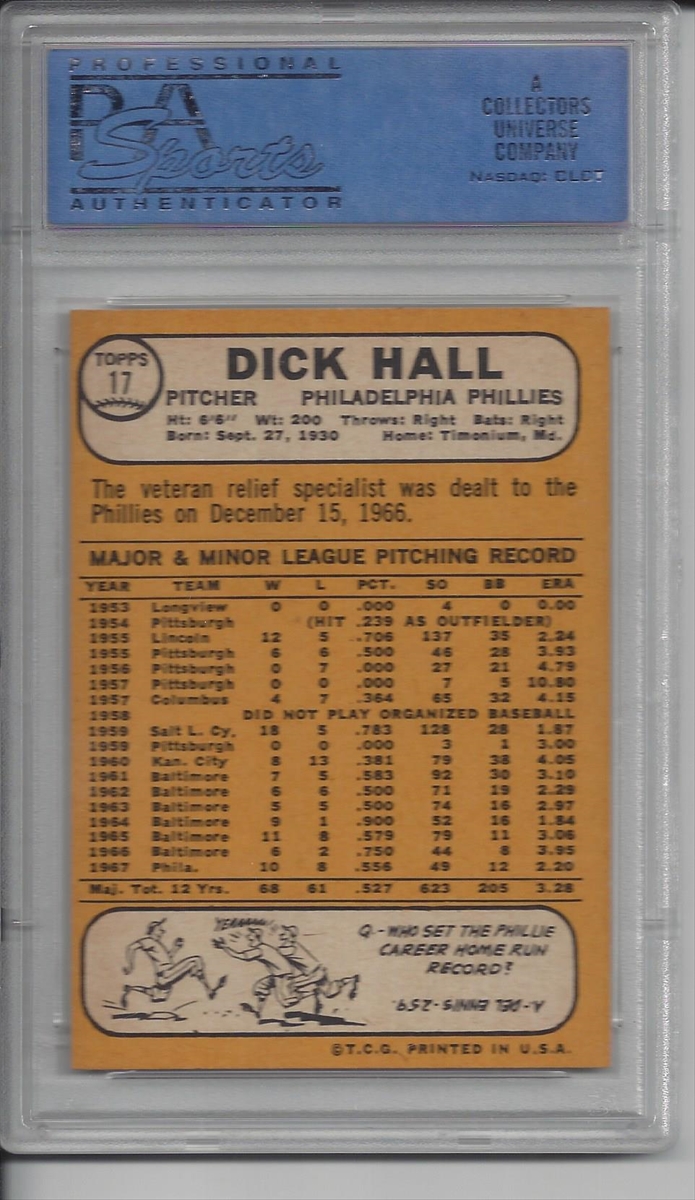 PROFESSIONAL
PSA
Sports
AUTHENTICATOR
A
COLLECTORS
UNIVERSE
COMPANY
NASDAQ: CLCT
TOPPS
17
DICK HALL
PITCHER PHILADELPHIA PHILLIES
Ht: 6'6" Wt: 200 Throws: Right Bats: Right
Born: Sept. 27, 1930 Home: Timonium, Md.
The veteran relief specialist was dealt to the
Phillies on December 15, 1966.
MAJOR & MINOR LEAGUE PITCHING RECORD
YEAR TEAM W L PCT. SO BB ERA
1953 Longview 0 0 .000 4 0 0.00
1954 Pittsburgh (HIT .239 AS OUTFIELDER)
1955 Lincoln 12 5 .706 137 35 2.24
1955 Pittsburgh 6 6 .500 46 28 3.93
1956 Pittsburgh 0 7 .000 27 21 4.79
1957 Pittsburgh 0 0 .000 7 5 10.80
1957 Columbus 4 7 .364 65 32 4.15
1958 DID NOT PLAY ORGANIZED BASEBALL
1959 Salt L. Cy. 18 5 .783 128 28 1.87
1959 Pittsburgh 0 0 .000 3 1 3.00
1960 Kan. City 8 13 .381 79 38 4.05
1961 Baltimore 7 5 .583 92 30 3.10
1962 Baltimore 6 6 .500 71 19 2.29
1963 Baltimore 5 5 .500 74 16 2.97
1964 Baltimore 9 1 .900 52 16 1.84
1965 Baltimore 11 8 .579 79 11 3.06
1966 Baltimore 6 2 .750 44 8 3.95
1967 Phila. 10 8 .556 49 12 2.20
Maj. Tot. 12 Yrs. 68 61 .527 623 205 3.28
Q.-WHO SET THE PHILLIE
CAREER HOME RUN
RECORD?
A-DEL ENNIS-259.
©T.C.G. PRINTED IN U.S.A.